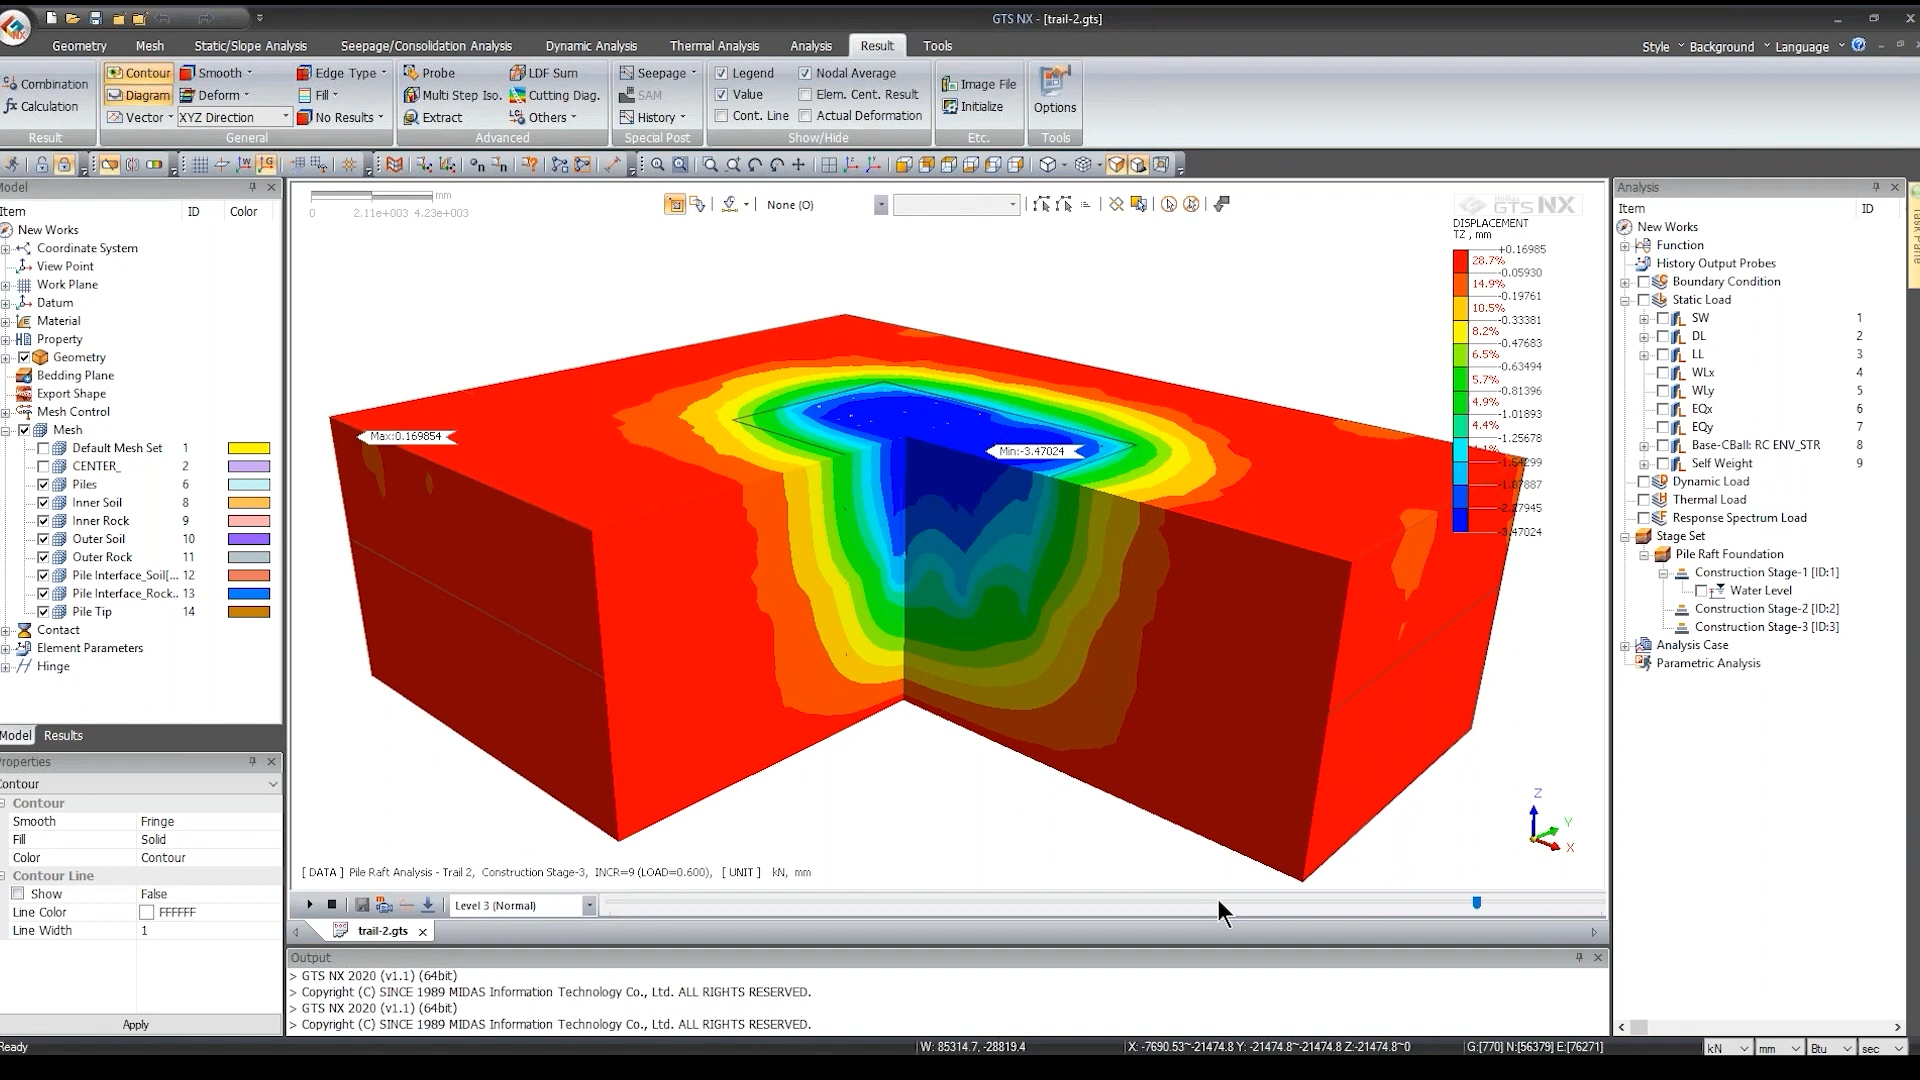 GTS NX - [trail-2.gts]
Geometry Mesh Static/Slope Analysis Seepage/Consolidation Analysis Dynamic Analysis Thermal Analysis Analysis Result Tools
Style Background Language
Combination Contour Smooth Edge Type Probe LDF Sum Seepage Legend Nodal Average Image File
Calculation Diagram Deform Fill Multi Step Iso. Cutting Diag. SAM Value Elem. Cent. Result Initialize Options
Vector XYZ Direction No Results Extract Others History Cont. Line Actual Deformation
Result General Advanced Special Post Show/Hide Etc. Tools
Model
Item ID Color
New Works
Coordinate System
View Point
Work Plane
Datum
Material
Property
Geometry
Bedding Plane
Export Shape
Mesh Control
Mesh
Default Mesh Set 1
CENTER_ 2
Piles 6
Inner Soil 8
Inner Rock 9
Outer Soil 10
Outer Rock 11
Pile Interface_Soil[... 12
Pile Interface_Rock.. 13
Pile Tip 14
Contact
Element Parameters
Hinge
Model Results
roperties
ontour
Contour
Smooth Fringe
Fill Solid
Color Contour
Contour Line
Show False
Line Color FFFFFF
Line Width 1
Apply
mm
0 2.11e+003 4.23e+003
None (O)
GTS NX
DISPLACEMENT
TZ , mm
+0.16985
28.7%
-0.05930
14.9%
-0.19761
10.5%
-0.33381
8.2%
-0.47683
6.5%
-0.63494
5.7%
-0.81396
4.9%
-1.01893
4.4%
-1.25678
-2.27945
-3.47024
Max:0.169854
Min:-3.47024
Z
Y
X
[ DATA ] Pile Raft Analysis - Trail 2, Construction Stage-3, INCR=9 (LOAD=0.600), [ UNIT ] kN, mm
Level 3 (Normal)
trail-2.gts
Output
> GTS NX 2020 (v1.1) (64bit)
> Copyright (C) SINCE 1989 MIDAS Information Technology Co., Ltd. ALL RIGHTS RESERVED.
> GTS NX 2020 (v1.1) (64bit)
> Copyright (C) SINCE 1989 MIDAS Information Technology Co., Ltd. ALL RIGHTS RESERVED.
Analysis
Item ID
New Works
Function
History Output Probes
Boundary Condition
Static Load
SW 1
DL 2
LL 3
WLx 4
WLy 5
EQx 6
EQy 7
Base-CBall: RC ENV_STR 8
Self Weight 9
Dynamic Load
Thermal Load
Response Spectrum Load
Stage Set
Pile Raft Foundation
Construction Stage-1 [ID:1]
Water Level
Construction Stage-2 [ID:2]
Construction Stage-3 [ID:3]
Analysis Case
Parametric Analysis
Ready W: 85314.7, -28819.4 X: -7690.53~-21474.8 Y: -21474.8~-21474.8 Z:-21474.8~0 G:[770] N:[56379] E:[76271] kN mm Btu sec